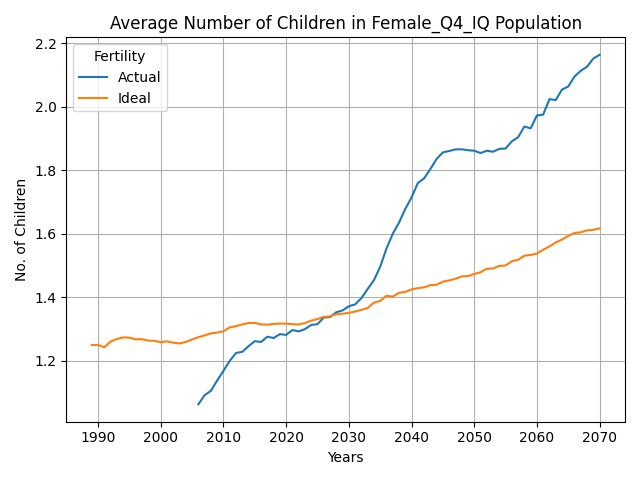 Average Number of Children in Female_Q4_IQ Population
Fertility
Actual
Ideal
No. of Children
2.2
2.0
1.8
1.6
1.4
1.2
1990 2000 2010 2020 2030 2040 2050 2060 2070
Years